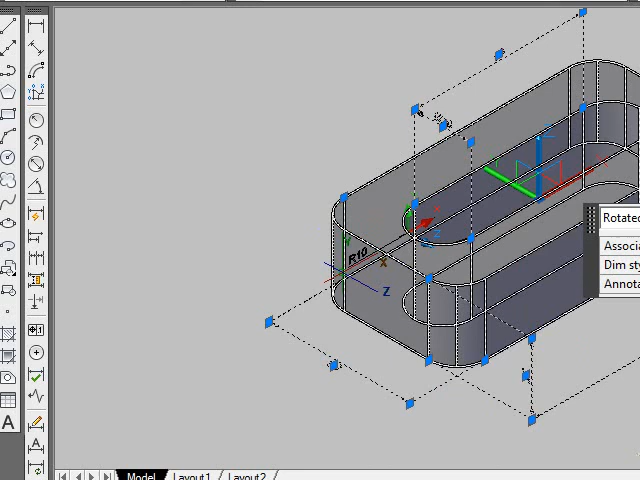 R10
X
Y
Z
Z
Rotated
Associa
Dim sty
Annota
A
A
Model
Layout1
Layout2